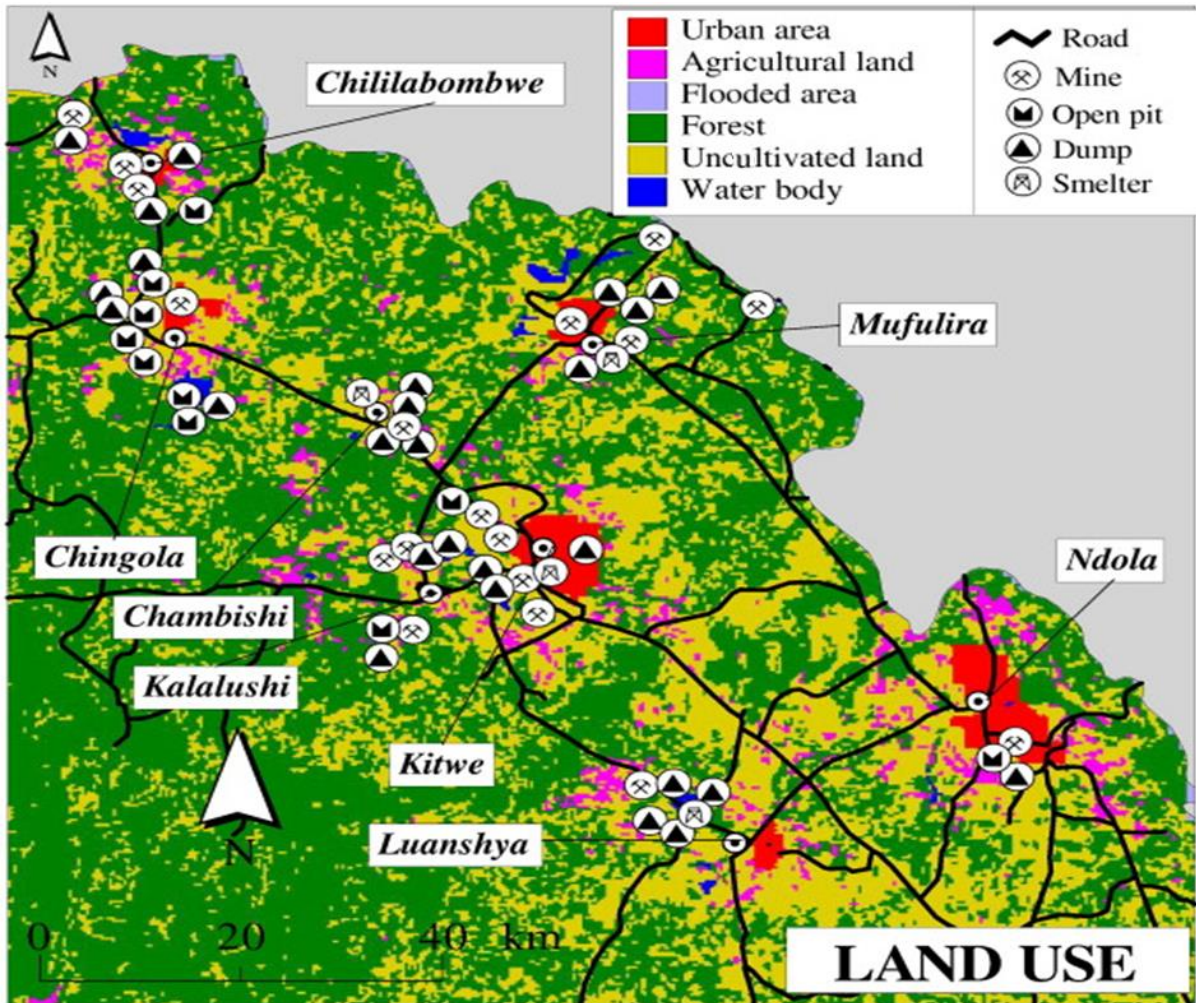 N
Chililabombwe
Urban area
Agricultural land
Flooded area
Forest
Uncultivated land
Water body
Road
Mine
Open pit
Dump
Smelter
Mufulira
Chingola
Ndola
Chambishi
Kalalushi
Kitwe
Luanshya
N
0 20 40 km
LAND USE